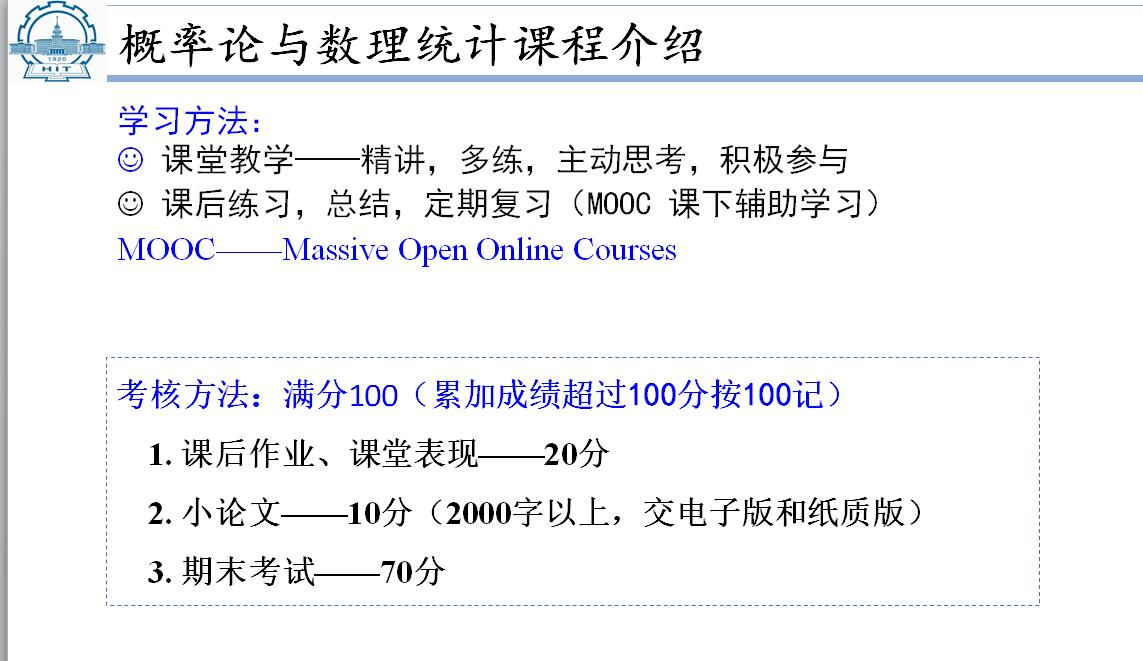 1920
HIT
概率论与数理统计课程介绍
学习方法：
☺ 课堂教学——精讲，多练，主动思考，积极参与
☺ 课后练习，总结，定期复习（MOOC 课下辅助学习）
MOOC——Massive Open Online Courses
考核方法：满分100（累加成绩超过100分按100记）
1. 课后作业、课堂表现——20分
2. 小论文——10分（2000字以上，交电子版和纸质版）
3. 期末考试——70分